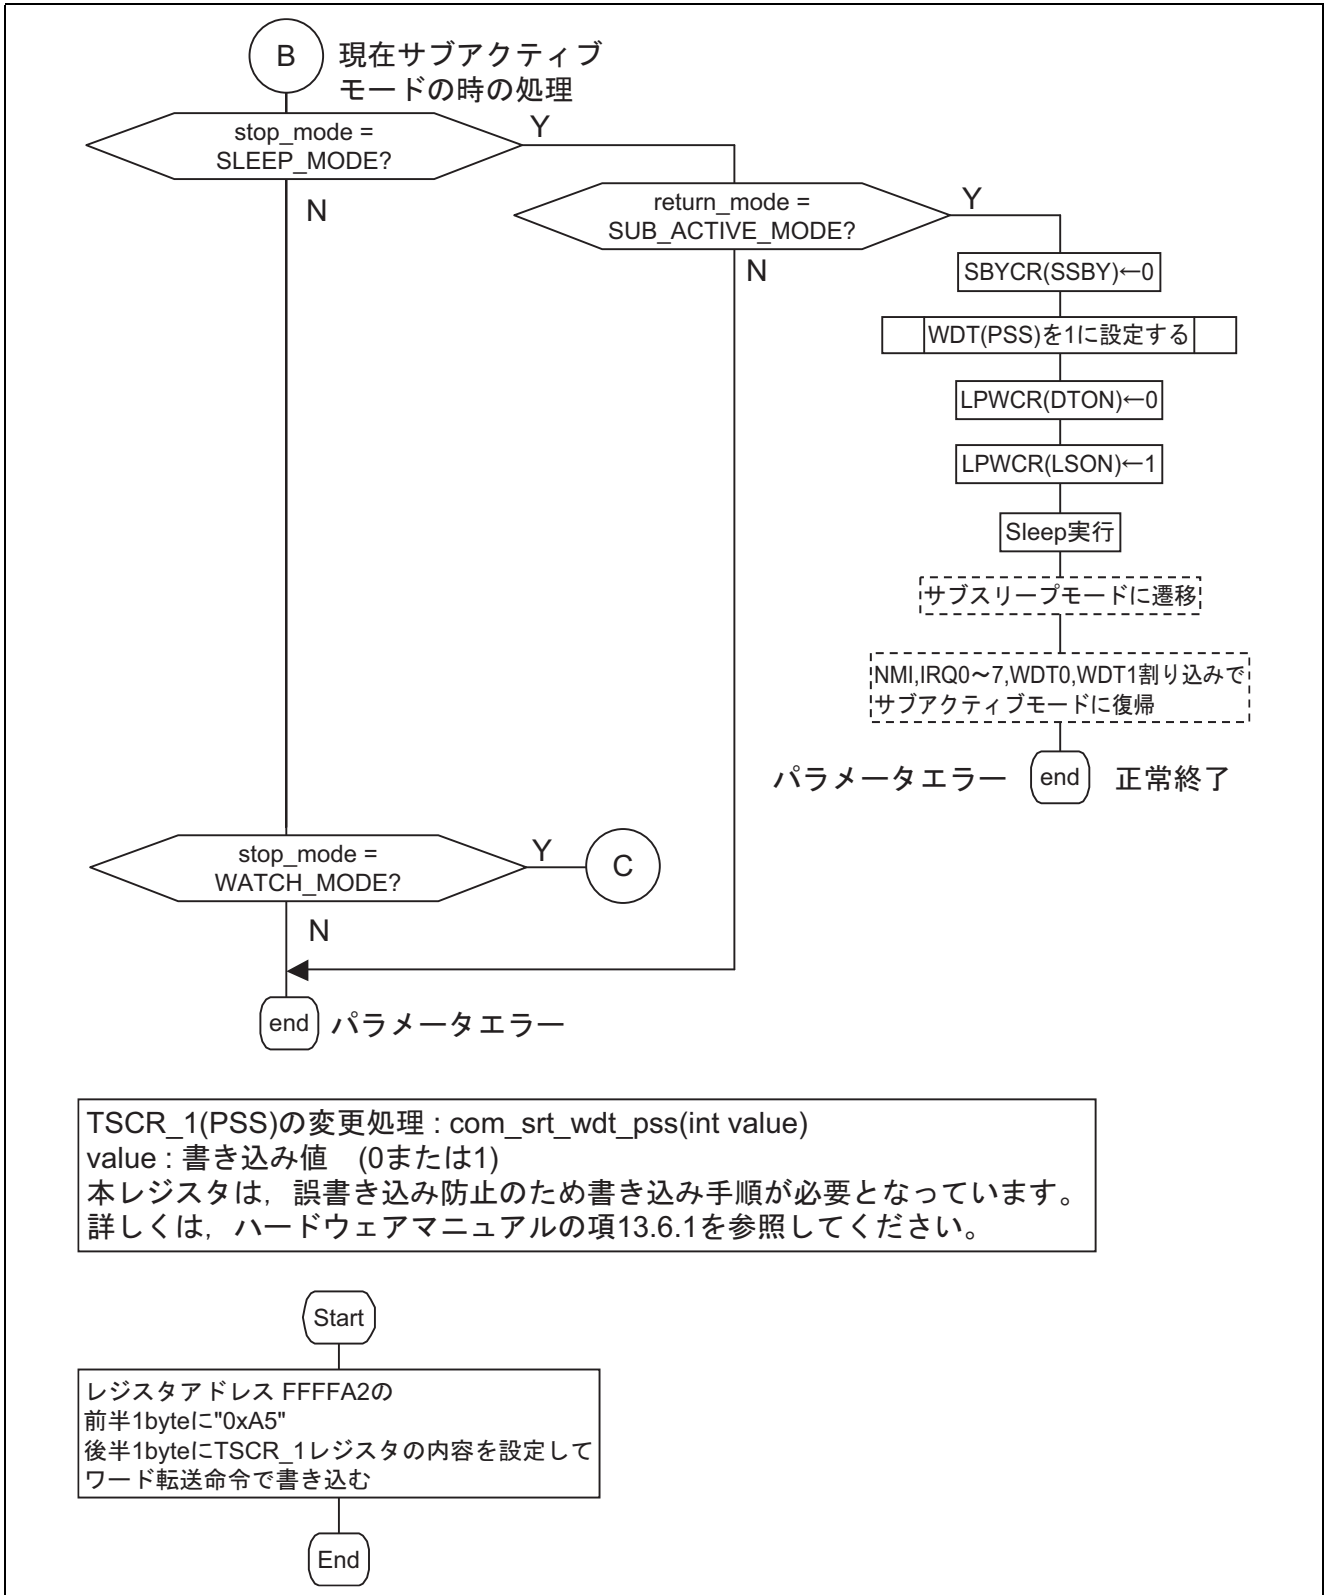 B
現在サブアクティブ
モードの時の処理
stop_mode =
SLEEP_MODE?
Y
N
return_mode =
SUB_ACTIVE_MODE?
Y
N
SBYCR(SSBY)←0
WDT(PSS)を1に設定する
LPWCR(DTON)←0
LPWCR(LSON)←1
Sleep実行
サブスリープモードに遷移
NMI,IRQ0〜7,WDT0,WDT1割り込みで
サブアクティブモードに復帰
パラメータエラー end 正常終了
stop_mode =
WATCH_MODE?
Y
C
N
end パラメータエラー
TSCR_1(PSS)の変更処理 : com_srt_wdt_pss(int value)
value : 書き込み値 (0または1)
本レジスタは，誤書き込み防止のため書き込み手順が必要となっています。
詳しくは，ハードウェアマニュアルの項13.6.1を参照してください。
Start
レジスタアドレス FFFFA2の
前半1byteに"0xA5"
後半1byteにTSCR_1レジスタの内容を設定して
ワード転送命令で書き込む
End